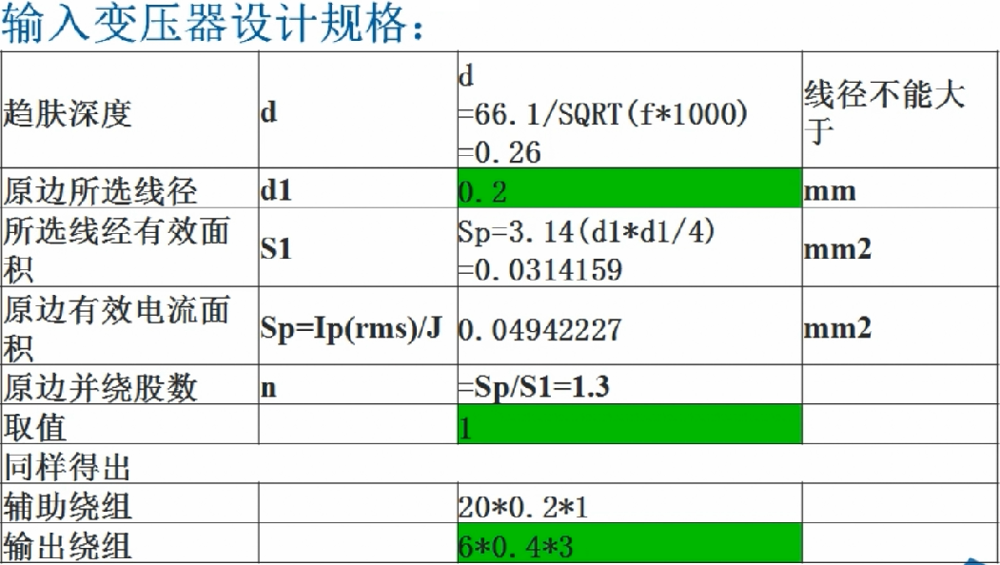 输入变压器设计规格：
趋肤深度
d
d
=66.1/SQRT(f*1000)
=0.26
线径不能大
于
原边所选线径
d1
0.2
mm
所选线经有效面
积
S1
Sp=3.14(d1*d1/4)
=0.0314159
mm2
原边有效电流面
积
Sp=Ip(rms)/J
0.04942227
mm2
原边并绕股数
n
=Sp/S1=1.3
取值
1
同样得出
辅助绕组
20*0.2*1
输出绕组
6*0.4*3